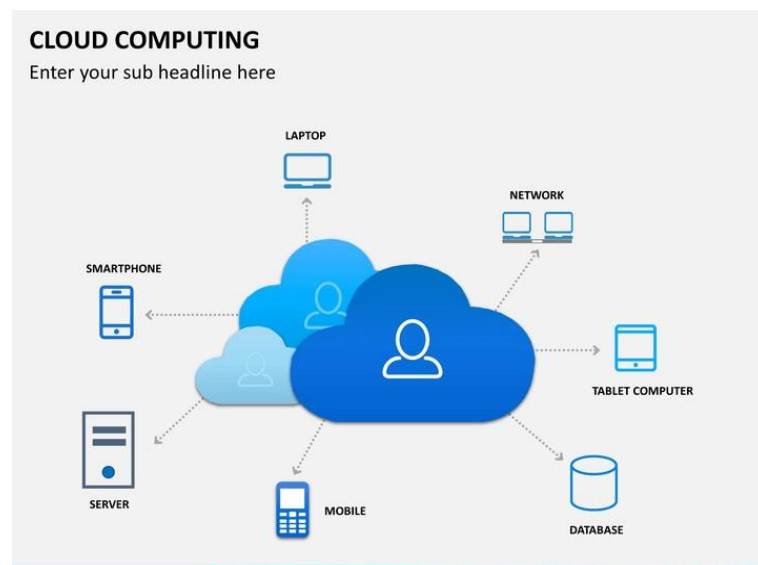 CLOUD COMPUTING
Enter your sub headline here
LAPTOP
NETWORK
SMARTPHONE
TABLET COMPUTER
SERVER
MOBILE
DATABASE